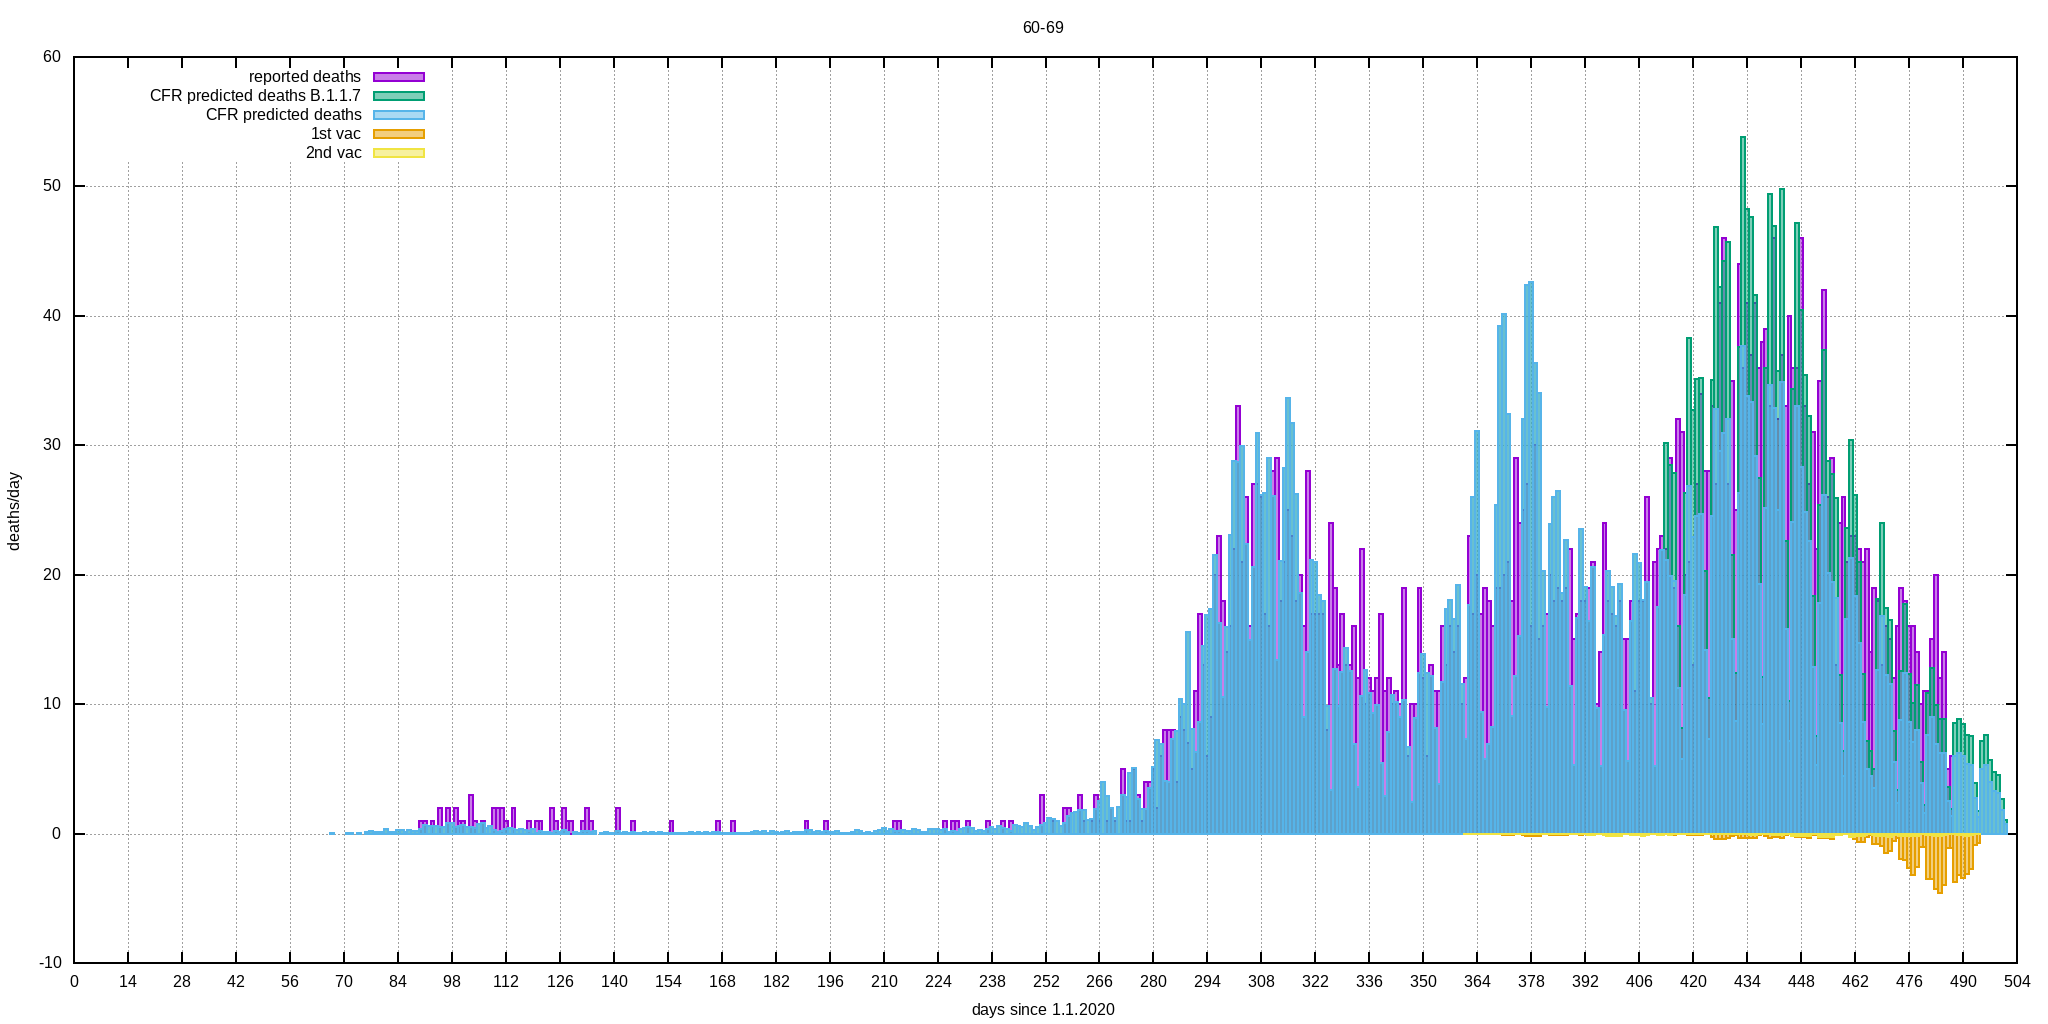 60-69
60
reported deaths
CFR predicted deaths B.1.1.7
CFR predicted deaths
1st vac
2nd vac
50
40
30
20
10
0
-10
deaths/day
0 14 28 42 56 70 84 98 112 126 140 154 168 182 196 210 224 238 252 266 280 294 308 322 336 350 364 378 392 406 420 434 448 462 476 490 504
days since 1.1.2020